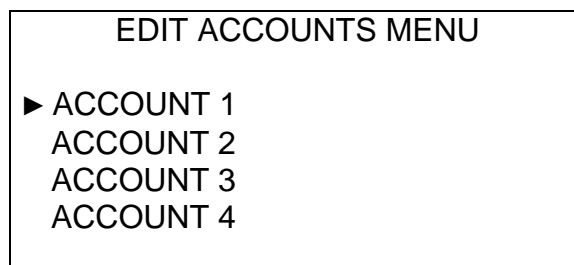 EDIT ACCOUNTS MENU
► ACCOUNT 1
ACCOUNT 2
ACCOUNT 3
ACCOUNT 4